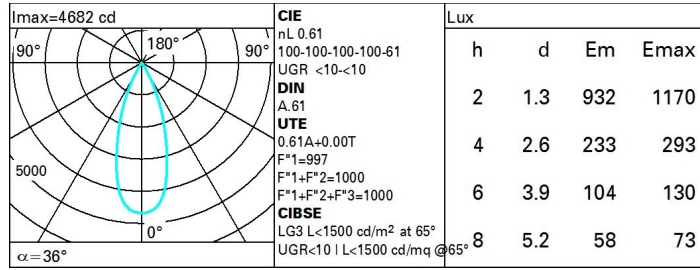 Imax=4682 cd
90°
180°
90°
5000
0°
α=36°
CIE
nL 0.61
100-100-100-100-61
UGR <10-<10
DIN
A.61
UTE
0.61A+0.00T
F"1=997
F"1+F"2=1000
F"1+F"2+F"3=1000
CIBSE
LG3 L<1500 cd/m² at 65°
UGR<10 | L<1500 cd/mq @65°
Lux
h d Em Emax
2 1.3 932 1170
4 2.6 233 293
6 3.9 104 130
8 5.2 58 73